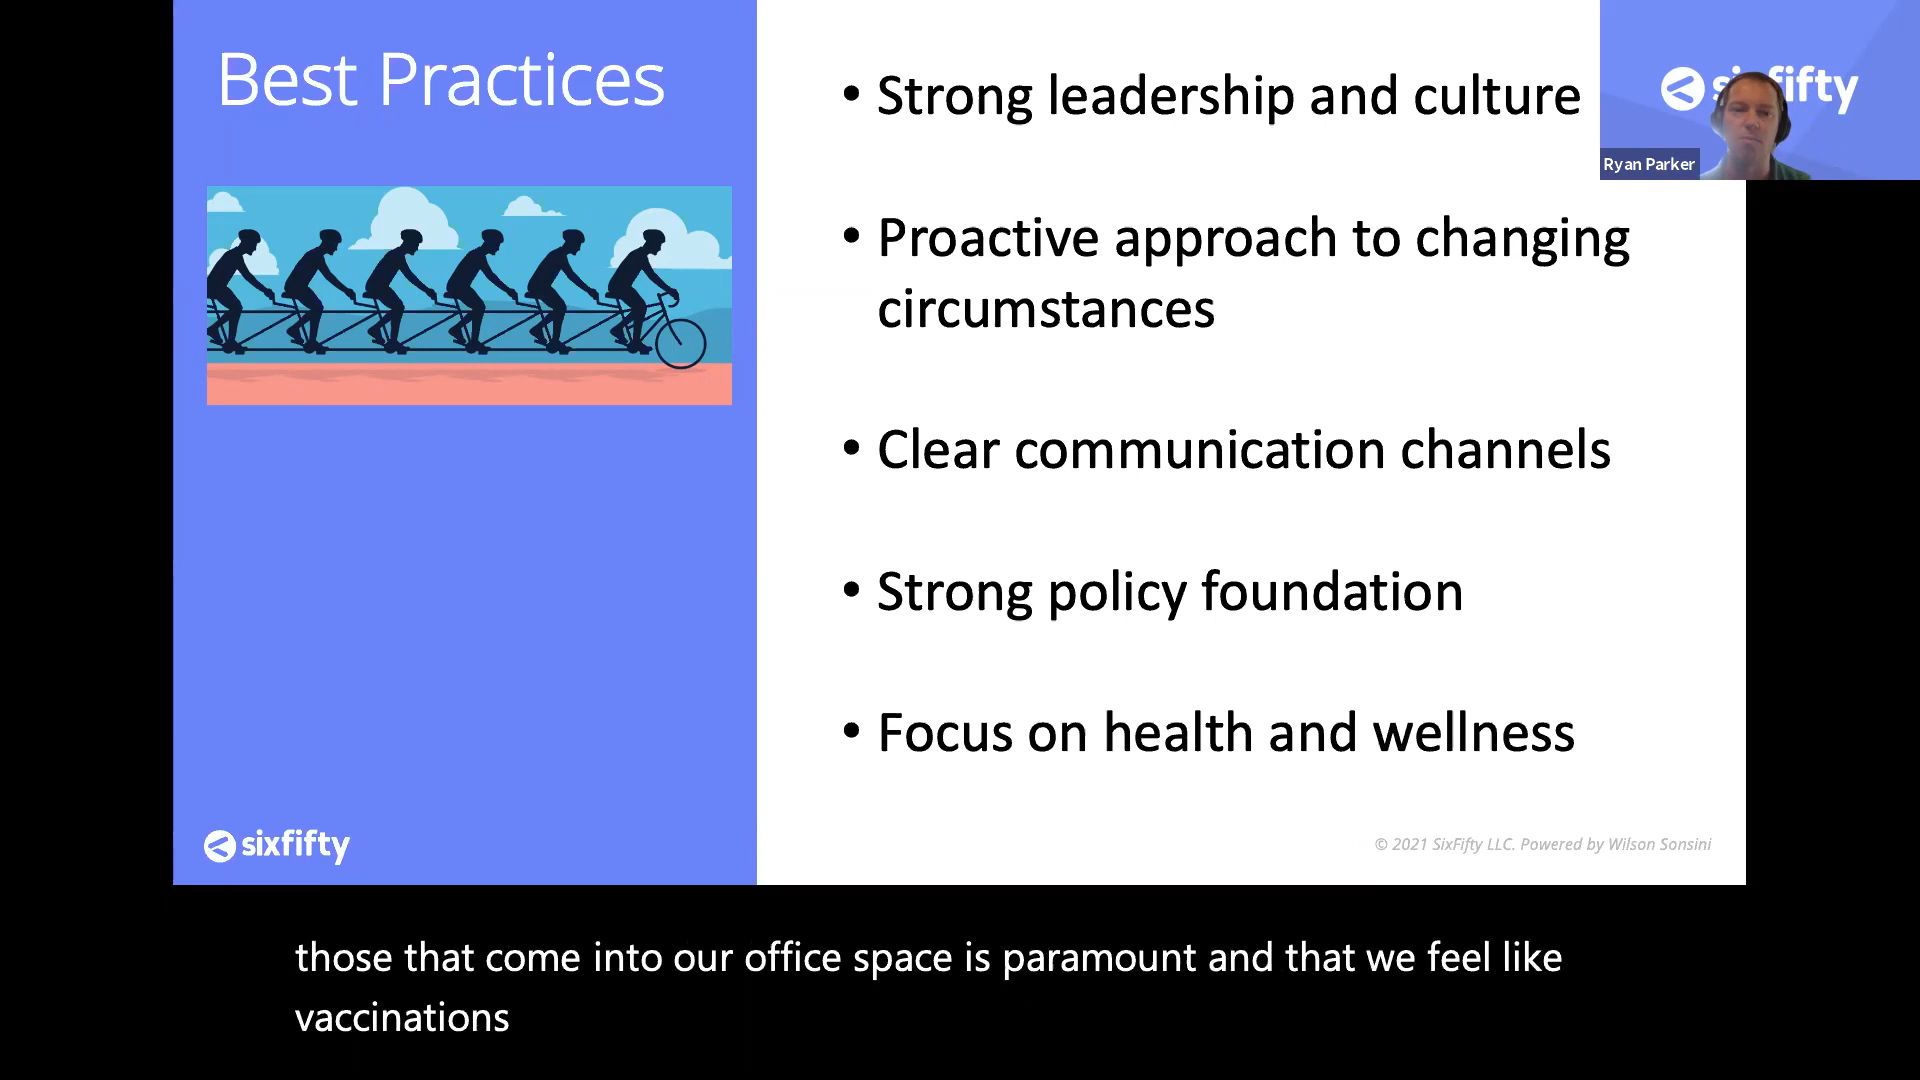 Best Practices
• Strong leadership and culture
• Proactive approach to changing
circumstances
• Clear communication channels
• Strong policy foundation
• Focus on health and wellness
sixfifty
Ryan Parker
sixfifty
© 2021 SixFifty LLC. Powered by Wilson Sonsini
those that come into our office space is paramount and that we feel like
vaccinations